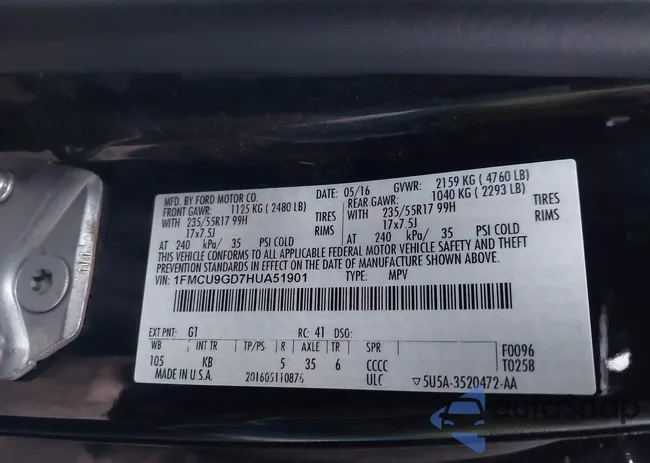 MFD. BY FORD MOTOR CO. DATE: 05/16 GVWR: 2159 KG ( 4760 LB)
FRONT GAWR: 1125 KG ( 2480 LB) REAR GAWR: 1040 KG ( 2293 LB)
WITH 235/55R17 99H TIRES WITH 235/55R17 99H TIRES
17x7.5J RIMS 17x7.5J RIMS
AT 240 kPa/ 35 PSI COLD AT 240 kPa/ 35 PSI COLD
THIS VEHICLE CONFORMS TO ALL APPLICABLE FEDERAL MOTOR VEHICLE SAFETY AND THEFT
PREVENTION STANDARDS IN EFFECT ON THE DATE OF MANUFACTURE SHOWN ABOVE.
VIN: 1FMCU9GD7HUA51901 TYPE: MPV
EXT PNT: G1 RC: 41 DSO:
WB INT TR TP/PS R AXLE TR SPR F0096
105 KB 5 35 6 CCCC T0258
MADE IN U.S.A. 201605110876 ULC ▽5U5A-3520472-AA
AutoSnap